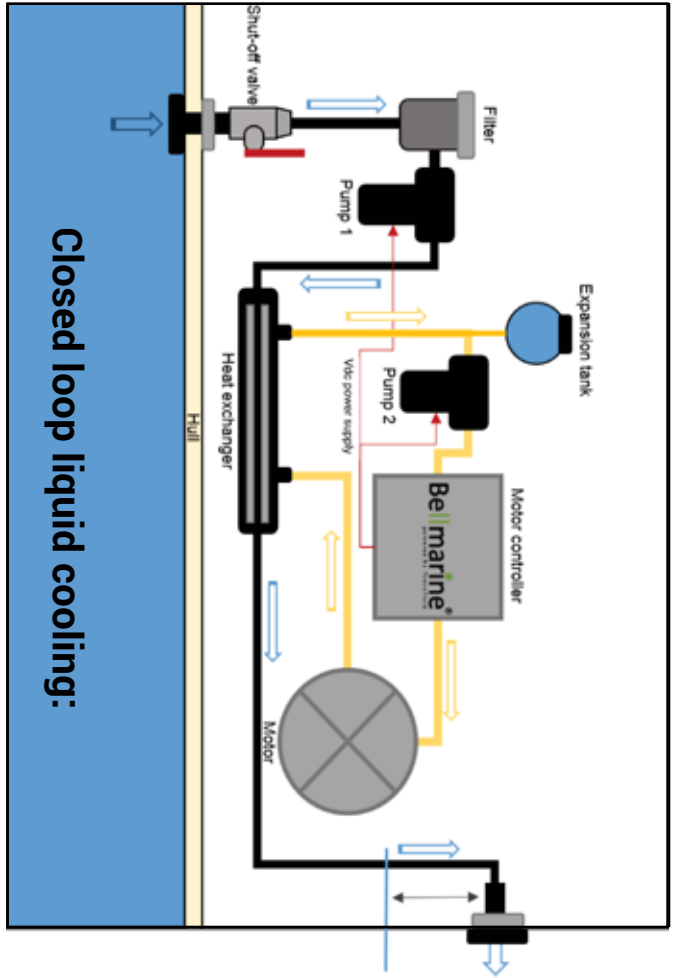 Expansion tank
Filter
Motor controller
Pump 1
Pump 2
Bellmarine®
Vdc power supply
Shut-off valve
Heat exchanger
Motor
Hull
Closed loop liquid cooling: